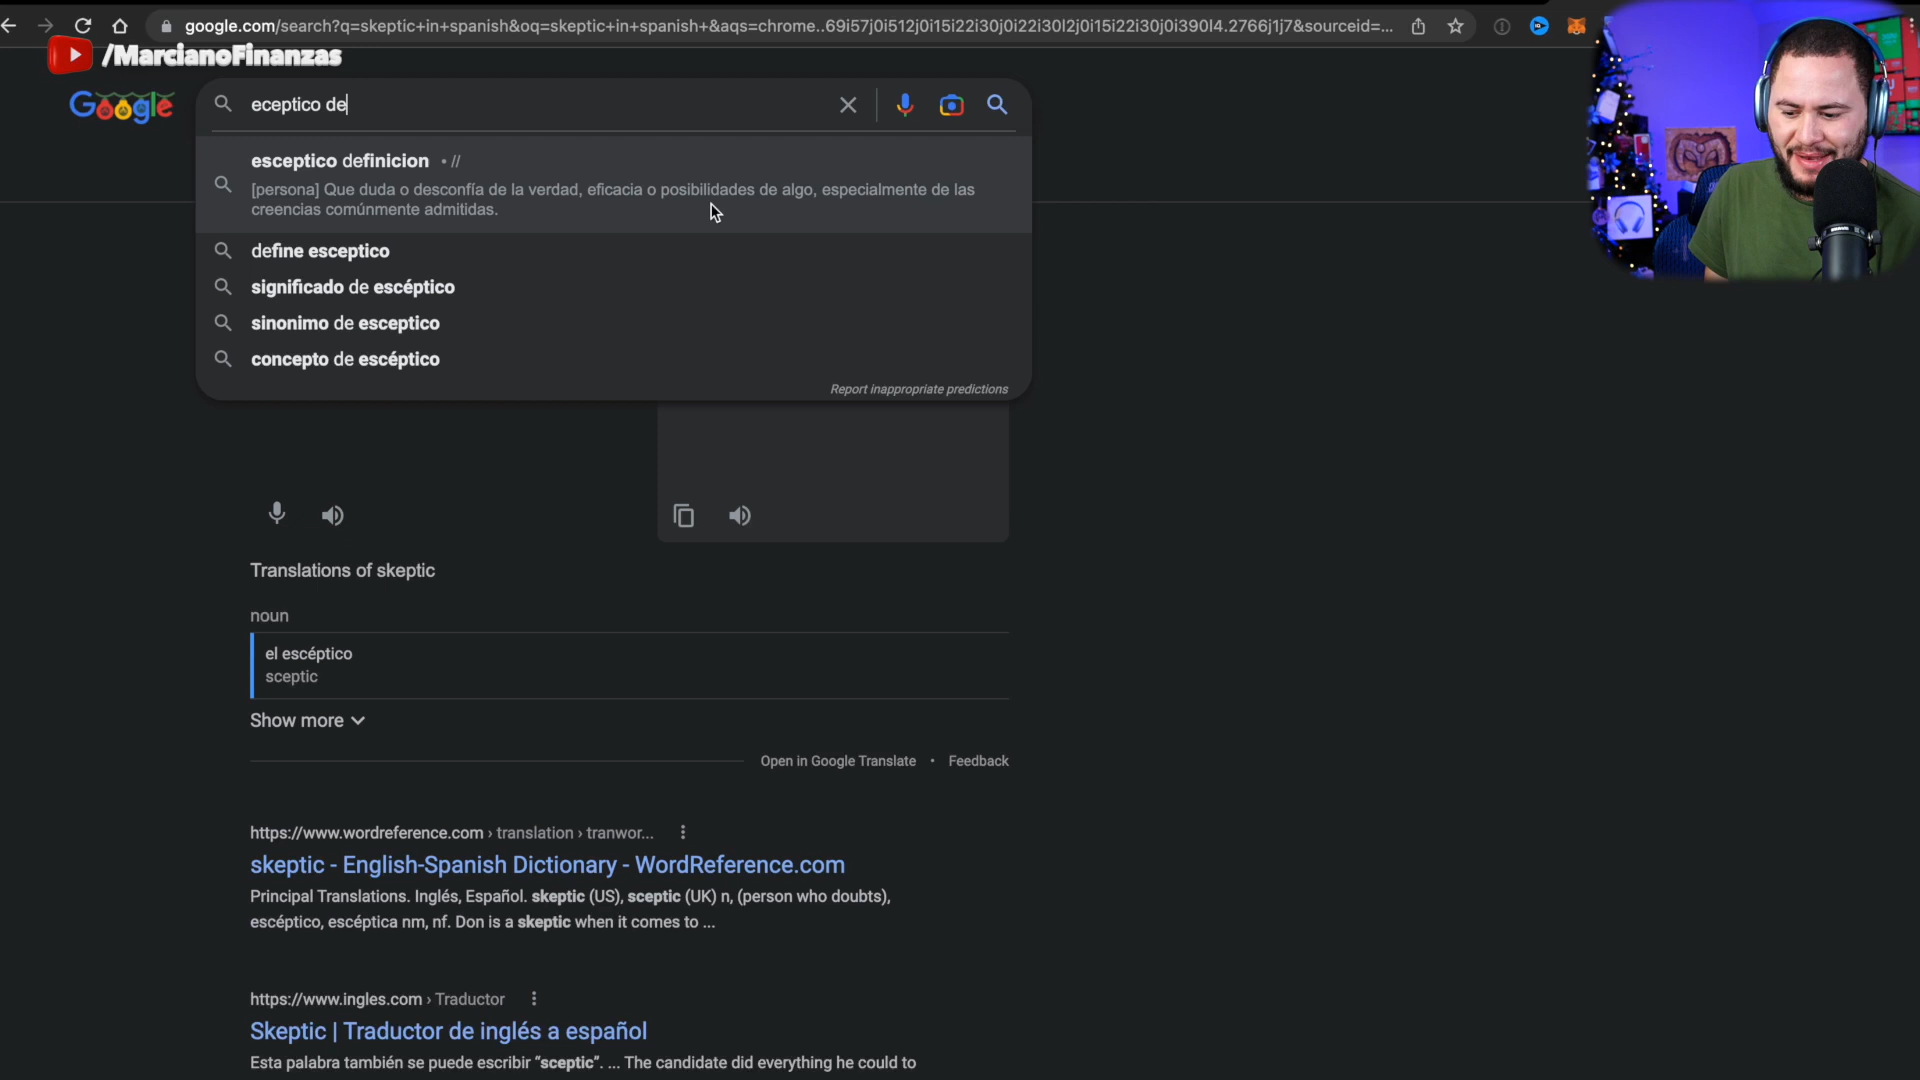 google.com/search?q=skeptic+in+spanish&oq=skeptic+in+spanish+&aqs=chrome..69i57j0i512j0i15i22i30j0i22i30l2j0i15i22i30j0i390l4.2766j1j7&sourceid=...
/MarcianoFinanzas
Google
eceptico de
esceptico definicion • //
[persona] Que duda o desconfía de la verdad, eficacia o posibilidades de algo, especialmente de las
creencias comúnmente admitidas.
define esceptico
significado de escéptico
sinonimo de esceptico
concepto de escéptico
Report inappropriate predictions
Translations of skeptic
noun
el escéptico
sceptic
Show more
Open in Google Translate • Feedback
https://www.wordreference.com › translation › tranwor...
skeptic - English-Spanish Dictionary - WordReference.com
Principal Translations. Inglés, Español. skeptic (US), sceptic (UK) n, (person who doubts),
escéptico, escéptica nm, nf. Don is a skeptic when it comes to ...
https://www.ingles.com › Traductor
Skeptic | Traductor de inglés a español
Esta palabra también se puede escribir “sceptic”. ... The candidate did everything he could to